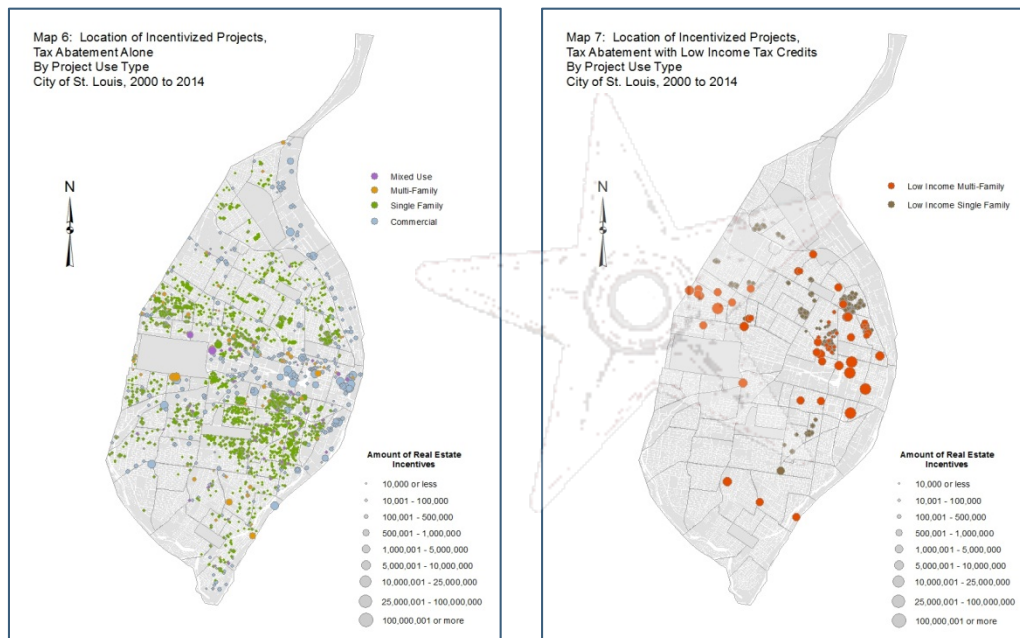 Map 6: Location of Incentivized Projects,
Tax Abatement Alone
By Project Use Type
City of St. Louis, 2000 to 2014
N
Mixed Use
Multi-Family
Single Family
Commercial
Amount of Real Estate
Incentives
10,000 or less
10,001 - 100,000
100,001 - 500,000
500,001 - 1,000,000
1,000,001 - 5,000,000
5,000,001 - 10,000,000
10,000,001 - 25,000,000
25,000,001 - 100,000,000
100,000,001 or more
Map 7: Location of Incentivized Projects,
Tax Abatement with Low Income Tax Credits
By Project Use Type
City of St. Louis, 2000 to 2014
N
Low Income Multi-Family
Low Income Single Family
Amount of Real Estate
Incentives
10,000 or less
10,001 - 100,000
100,001 - 500,000
500,001 - 1,000,000
1,000,001 - 5,000,000
5,000,001 - 10,000,000
10,000,001 - 25,000,000
25,000,001 - 100,000,000
100,000,001 or more